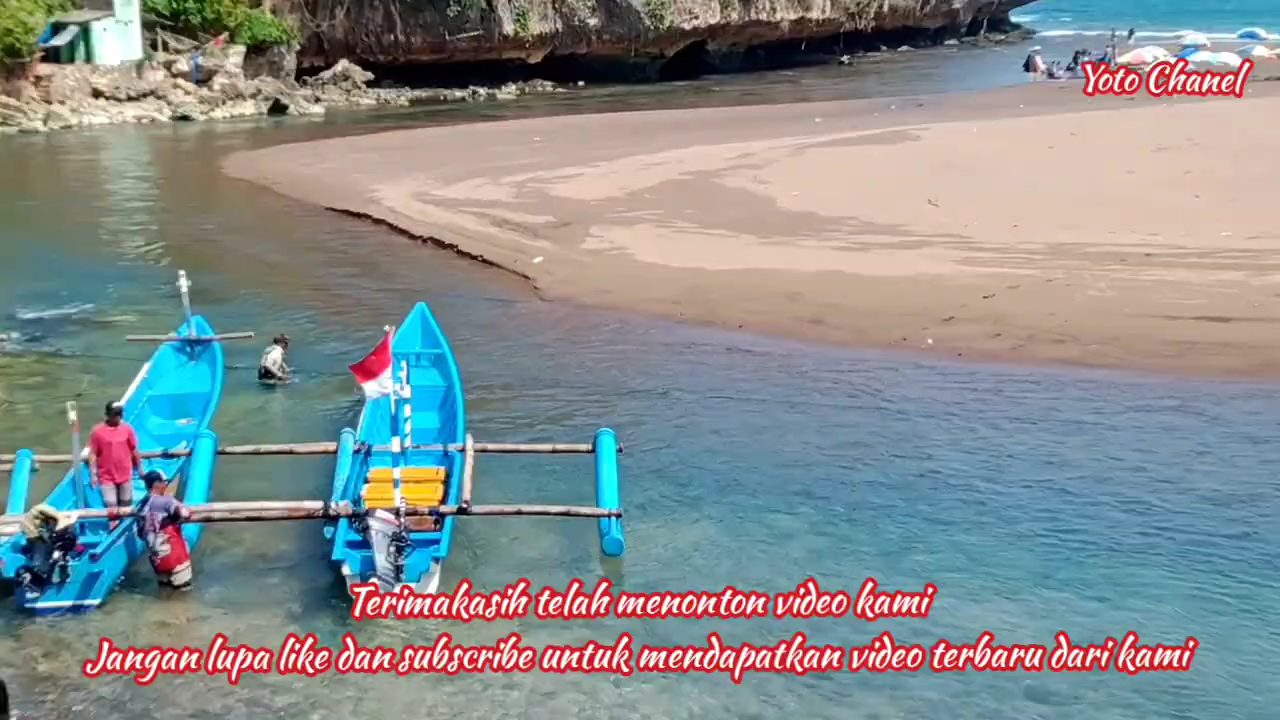 Yoto Chanel
Terimakasih telah menonton video kami
Jangan lupa like dan subscribe untuk mendapatkan video terbaru dari kami